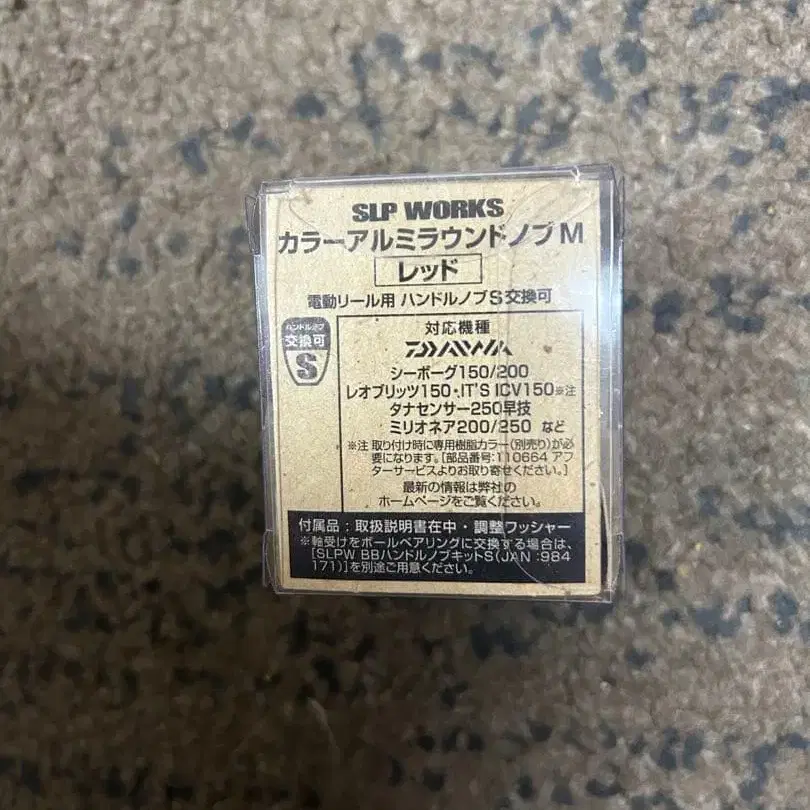 SLP WORKS
カラーアルミラウンドノブM
レッド
電動リール用 ハンドルノブS交換可
ハンドルノブ
交換可
S
対応機種
DAIWA
シーボーグ150/200
レオブリッツ150・IT'S ICV150※注
タナセンサー250早技
ミリオネア200/250 など
※注 取り付け時に専用樹脂カラー(別売り)が必
要になります。[部品番号:110664 アフ
ターサービスよりお取り寄せください。]
最新の情報は弊社の
ホームページをご覧ください。
付属品:取扱説明書在中・調整ワッシャー
※軸受けをボールベアリングに交換する場合は、
[SLPW BBハンドルノブキットS(JAN:984
171)]を別途ご用意ください。